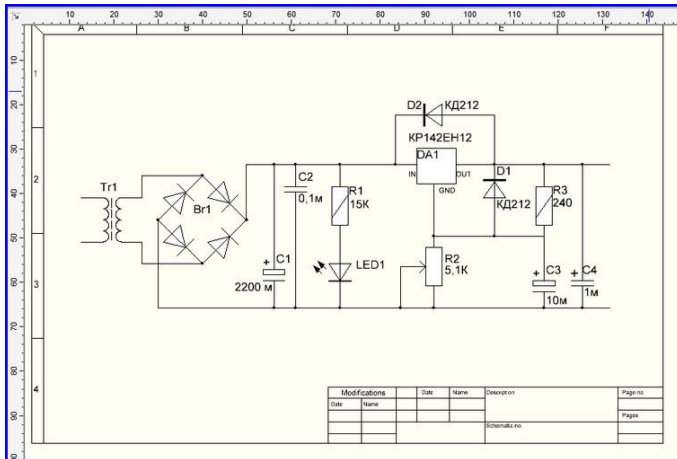 10 20 30 40 50 60 70 80 90 100 110 120 130 140
A B C D E F
10
20
30
40
50
60
70
80
90
1
2
3
4
D2 КД212
КР142ЕН12
DA1
IN OUT
GND
D1
КД212
Tr1
Br1
C2
0,1м
R1
15К
R3
240
C1
+
2200 м
LED1
R2
5,1К
+ C3
10м
+ C4
1м
Modifications Date Name Description Page no.
Date Name
Pages
Schematic no.